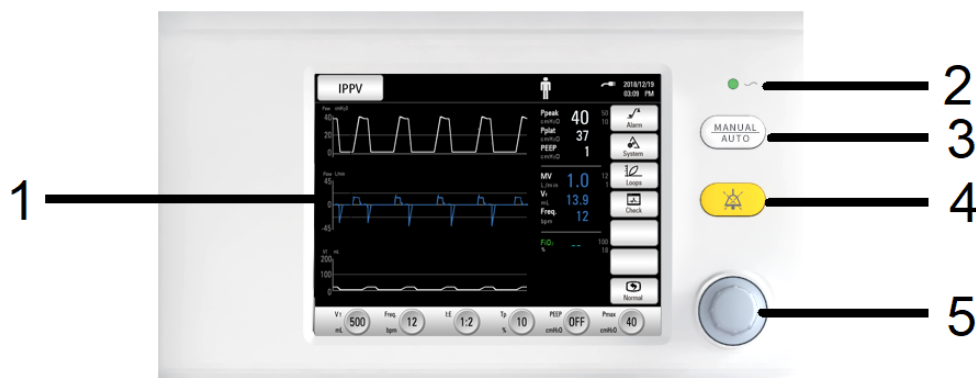 IPPV
2018/12/19
03:09 PM
Paw cmH₂O
40
20
0
Flow L/min
45
0
-45
VT mL
200
100
0
Ppeak
cmH₂O
40
50
10
Pplat
cmH₂O
37
PEEP
cmH₂O
1
MV
L/min
1.0
12
1
VT
mL
13.9
Freq.
bpm
12
FiO₂
%
--
100
18
Alarm
System
Loops
Check
Normal
VT
mL
500
Freq.
bpm
12
I:E
1:2
Tp
%
10
PEEP
cmH₂O
OFF
Pmax
cmH₂O
40
MANUAL
AUTO
1
2
3
4
5